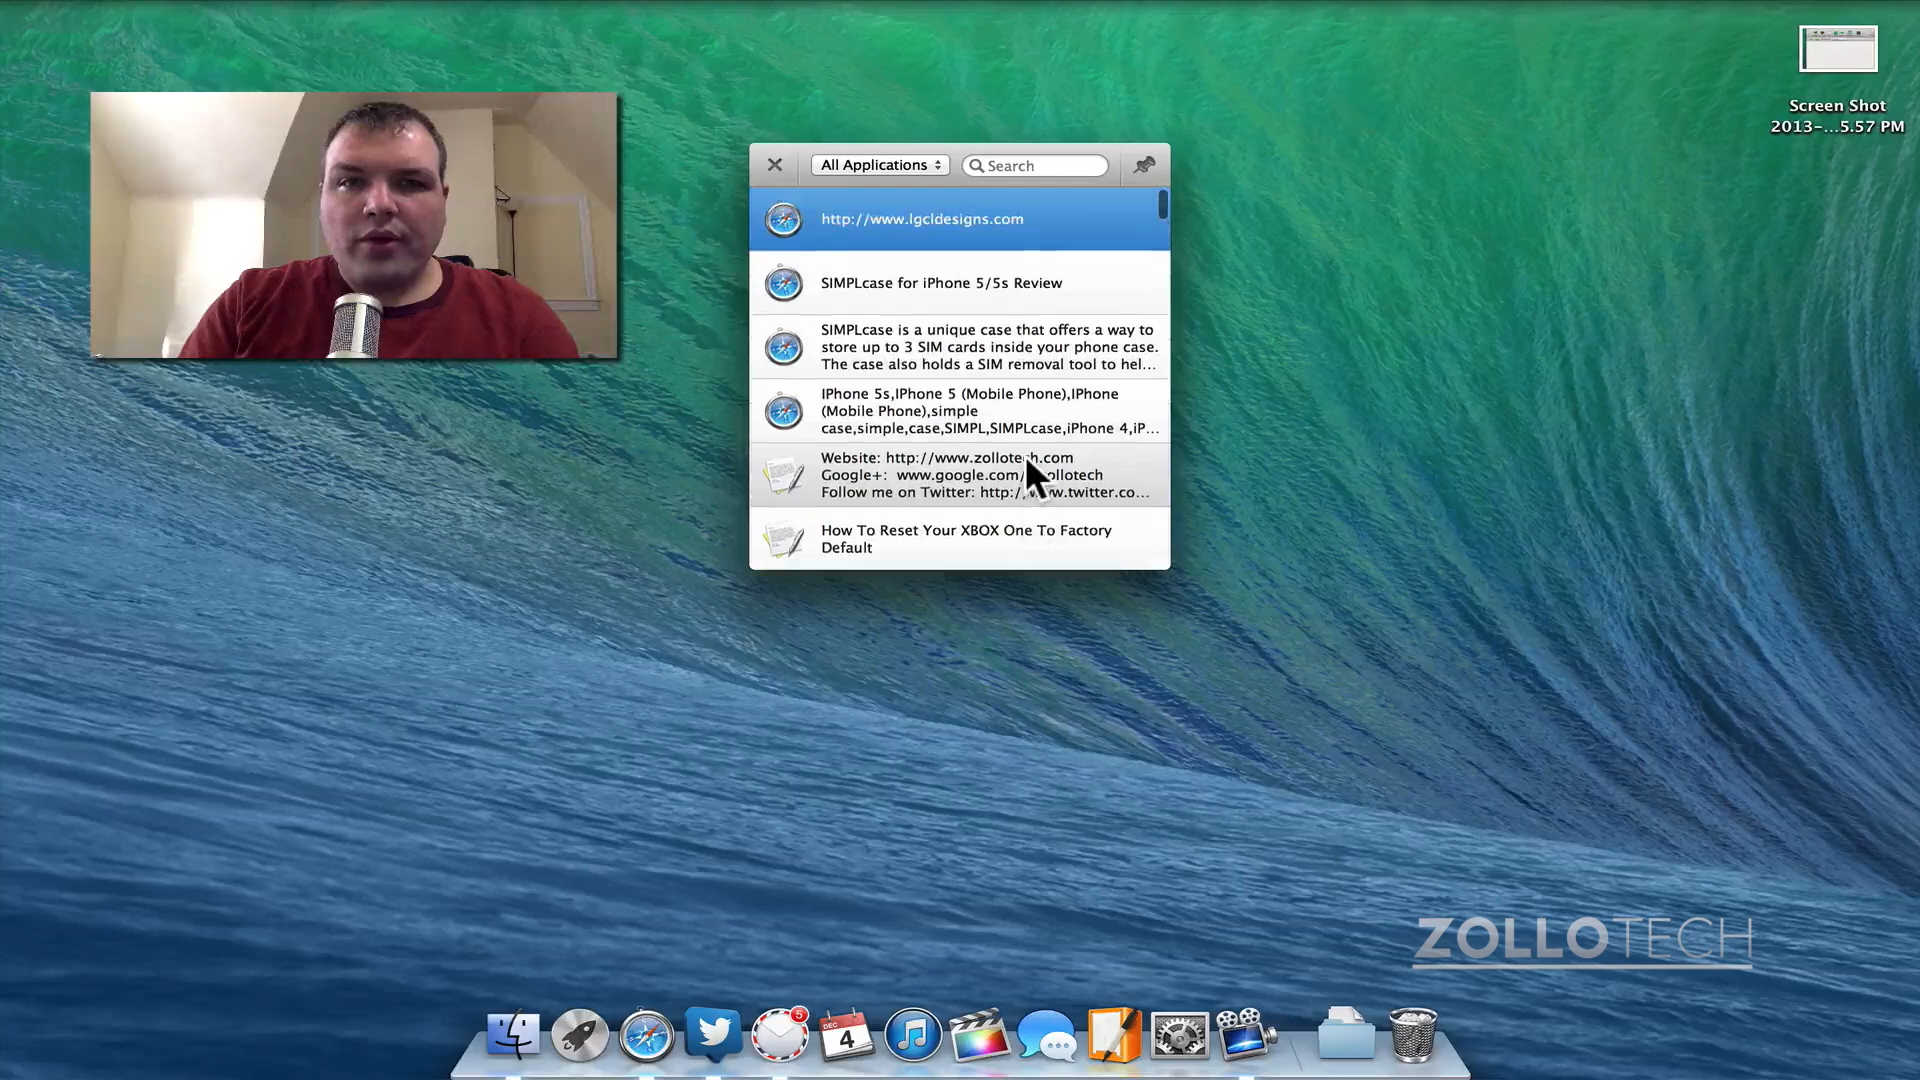 Screen Shot
2013-...5.57 PM
All Applications
Search
http://www.lgcldesigns.com
SIMPLcase for iPhone 5/5s Review
SIMPLcase is a unique case that offers a way to
store up to 3 SIM cards inside your phone case.
The case also holds a SIM removal tool to hel...
IPhone 5s,IPhone 5 (Mobile Phone),IPhone
(Mobile Phone),simple
case,simple,case,SIMPL,SIMPLcase,iPhone 4,iP...
Website: http://www.zollotech.com
Google+: www.google.com/ ollotech
Follow me on Twitter: http:/ w.twitter.co...
How To Reset Your XBOX One To Factory
Default
ZOLLOTECH
5
DEC
4